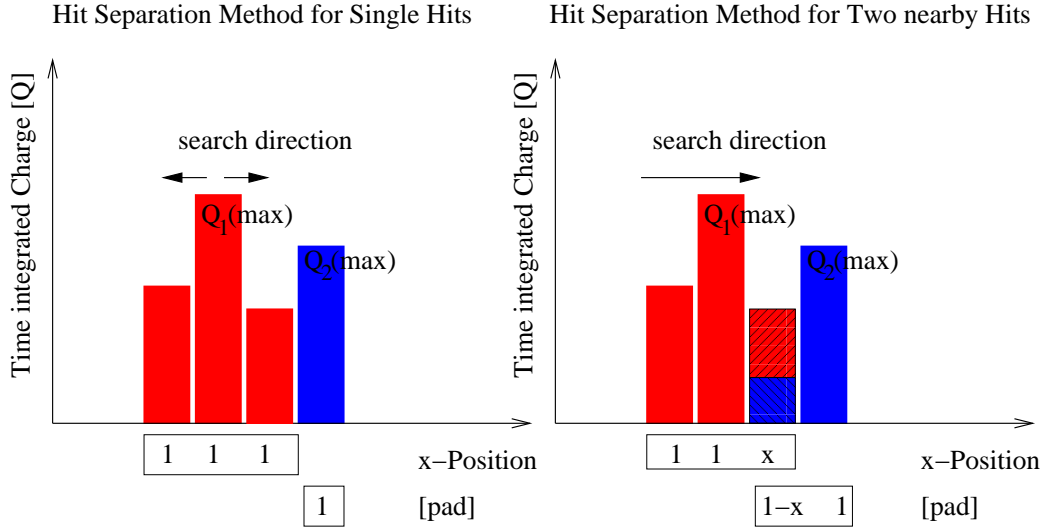 Hit Separation Method for Single Hits
Time integrated Charge [Q]
search direction
Q1(max)
Q2(max)
1 1 1
x-Position
1
[pad]
Hit Separation Method for Two nearby Hits
Time integrated Charge [Q]
search direction
Q1(max)
Q2(max)
1 1 x
x-Position
1-x 1
[pad]